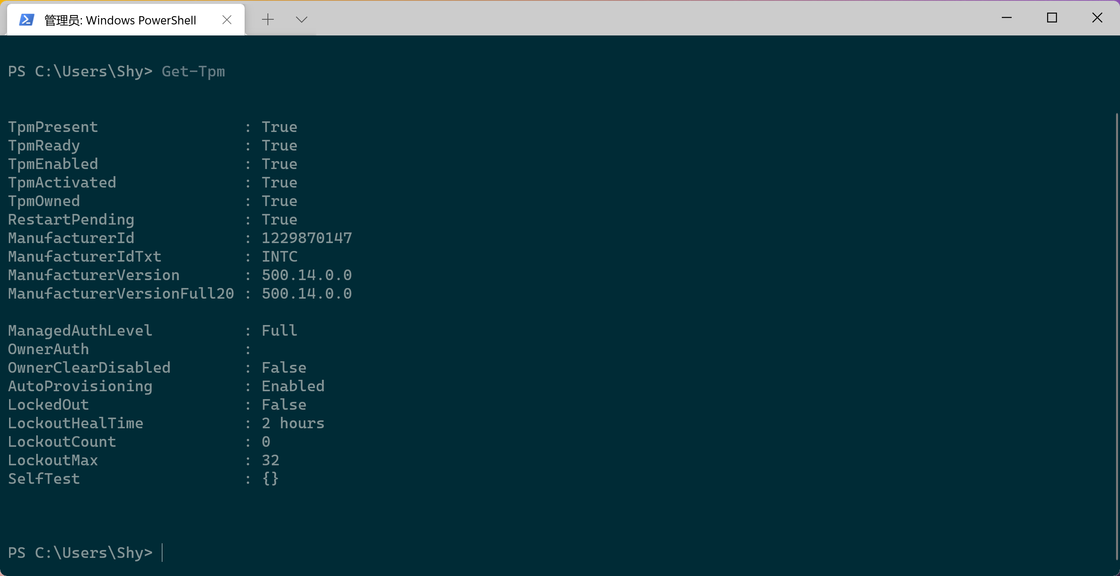 管理员: Windows PowerShell
PS C:\Users\Shy> Get-Tpm
TpmPresent : True
TpmReady : True
TpmEnabled : True
TpmActivated : True
TpmOwned : True
RestartPending : True
ManufacturerId : 1229870147
ManufacturerIdTxt : INTC
ManufacturerVersion : 500.14.0.0
ManufacturerVersionFull20 : 500.14.0.0
ManagedAuthLevel : Full
OwnerAuth :
OwnerClearDisabled : False
AutoProvisioning : Enabled
LockedOut : False
LockoutHealTime : 2 hours
LockoutCount : 0
LockoutMax : 32
SelfTest : {}
PS C:\Users\Shy>